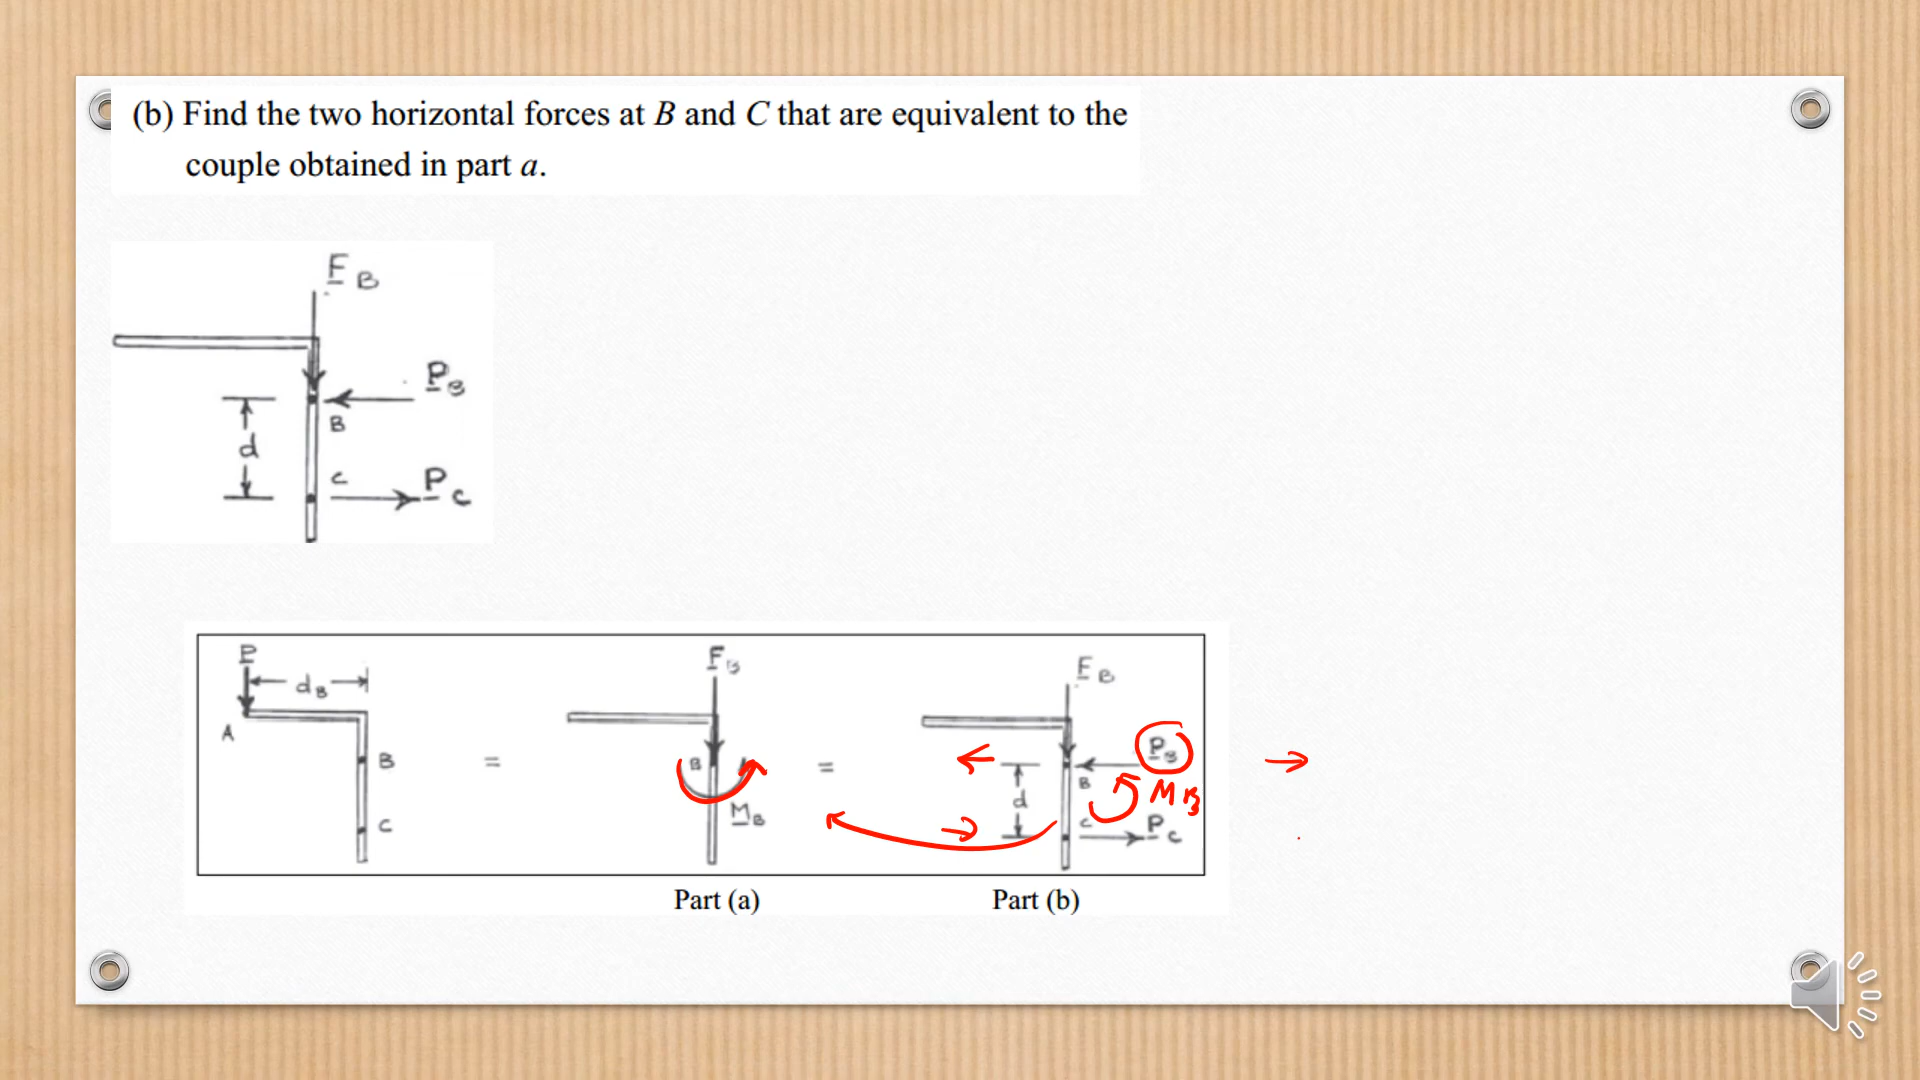 (b) Find the two horizontal forces at B and C that are equivalent to the
couple obtained in part a.
F B
P B
B
d
C
P C
P
d B
A
B
C
=
F B
B
M B
=
F B
P B
B
M B
d
C
P C
Part (a)
Part (b)